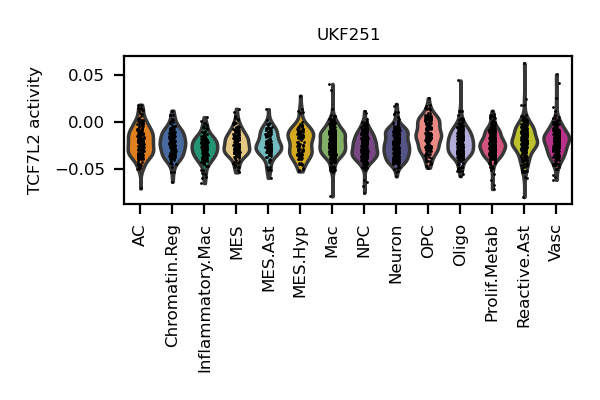 UKF251
TCF7L2 activity
0.05
0.00
−0.05
AC
Chromatin.Reg
Inflammatory.Mac
MES
MES.Ast
MES.Hyp
Mac
NPC
Neuron
OPC
Oligo
Prolif.Metab
Reactive.Ast
Vasc